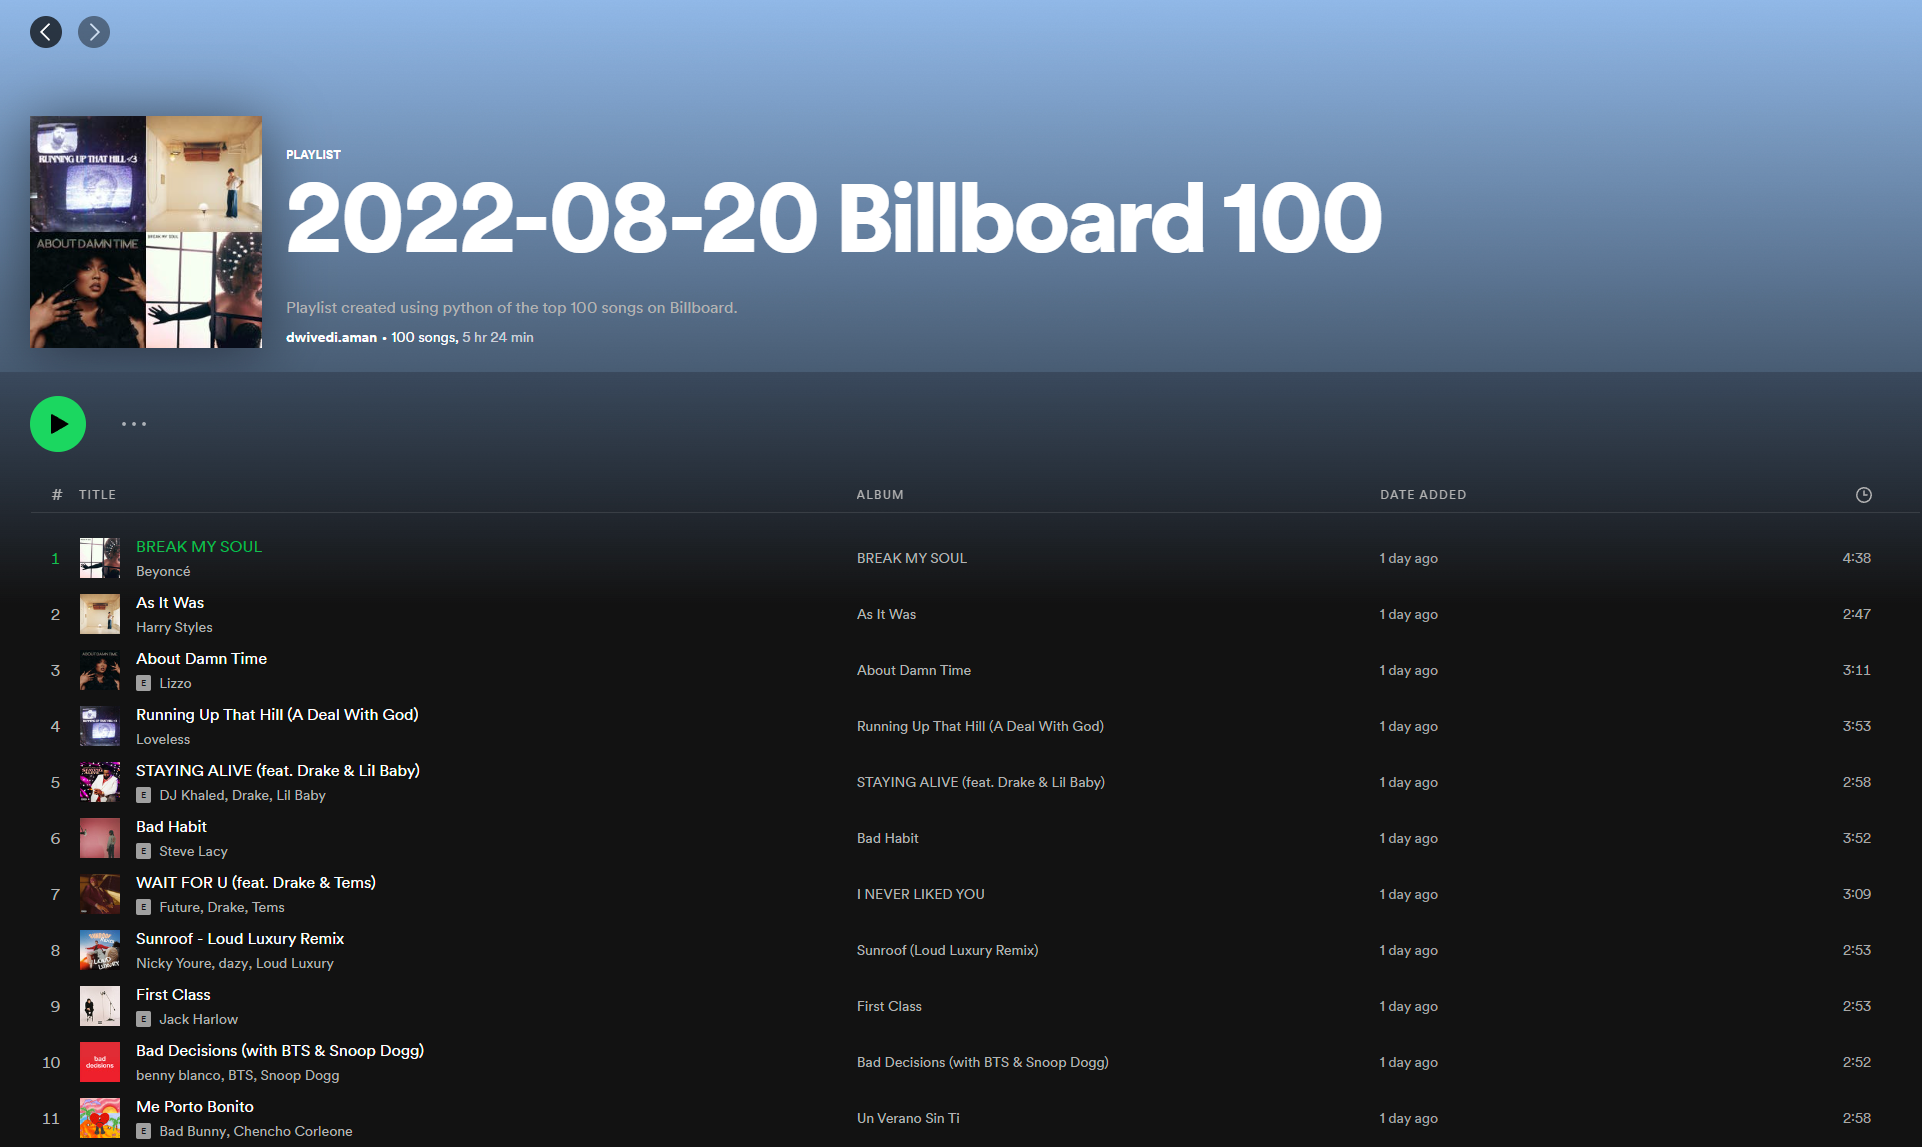 RUNNING UP THAT HILL <3
ABOUT DAMN TIME
BREAK MY SOUL
PLAYLIST
2022-08-20 Billboard 100
Playlist created using python of the top 100 songs on Billboard.
dwivedi.aman • 100 songs, 5 hr 24 min
# TITLE ALBUM DATE ADDED
1 BREAK MY SOUL BREAK MY SOUL 1 day ago 4:38
Beyoncé
2 As It Was As It Was 1 day ago 2:47
Harry Styles
3 About Damn Time About Damn Time 1 day ago 3:11
E Lizzo
4 Running Up That Hill (A Deal With God) Running Up That Hill (A Deal With God) 1 day ago 3:53
Loveless
5 STAYING ALIVE (feat. Drake & Lil Baby) STAYING ALIVE (feat. Drake & Lil Baby) 1 day ago 2:58
E DJ Khaled, Drake, Lil Baby
6 Bad Habit Bad Habit 1 day ago 3:52
E Steve Lacy
7 WAIT FOR U (feat. Drake & Tems) I NEVER LIKED YOU 1 day ago 3:09
E Future, Drake, Tems
8 Sunroof - Loud Luxury Remix Sunroof (Loud Luxury Remix) 1 day ago 2:53
Nicky Youre, dazy, Loud Luxury
9 First Class First Class 1 day ago 2:53
E Jack Harlow
10 bad decisions Bad Decisions (with BTS & Snoop Dogg) Bad Decisions (with BTS & Snoop Dogg) 1 day ago 2:52
benny blanco, BTS, Snoop Dogg
11 Me Porto Bonito Un Verano Sin Ti 1 day ago 2:58
E Bad Bunny, Chencho Corleone